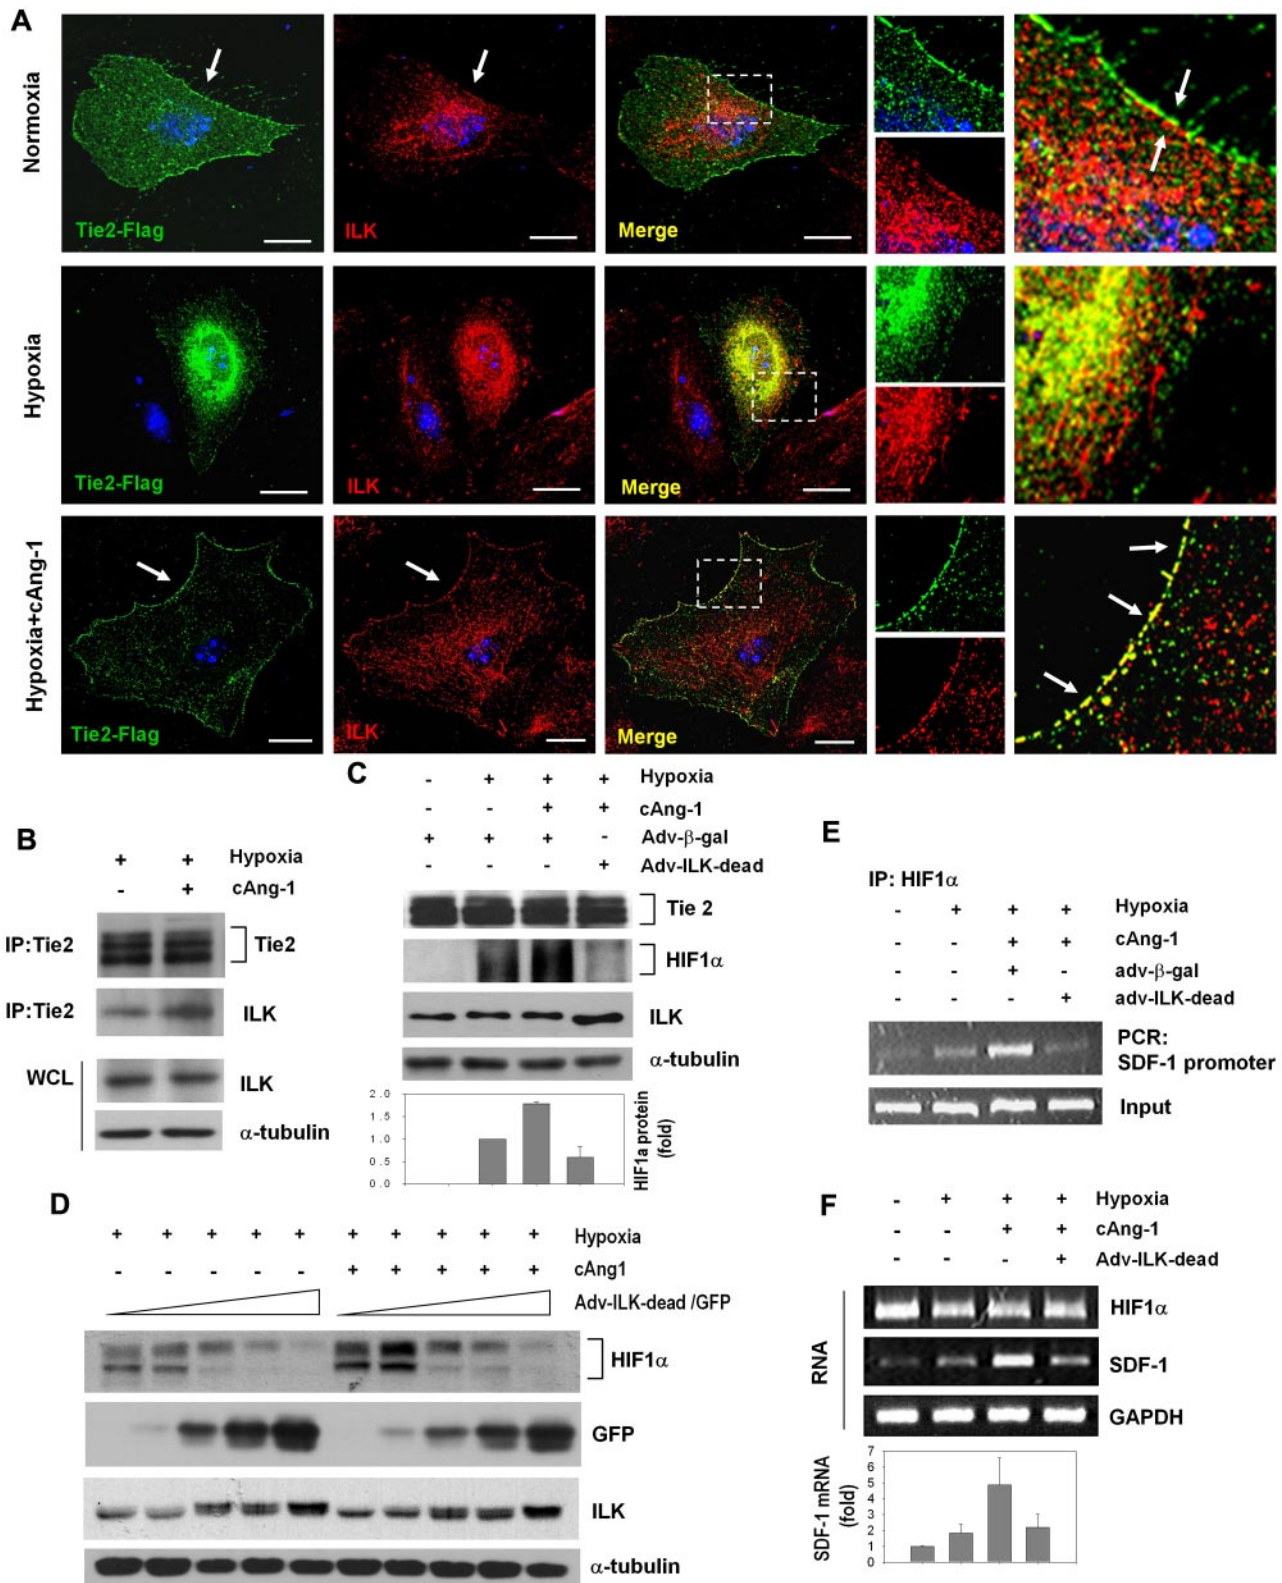 A
Normoxia
Tie2-Flag
ILK
Merge
Hypoxia
Tie2-Flag
ILK
Merge
Hypoxia+cAng-1
Tie2-Flag
ILK
Merge
B
+ + Hypoxia
- + cAng-1
IP:Tie2 Tie2
IP:Tie2 ILK
WCL ILK
α-tubulin
C
- + + + Hypoxia
- - + + cAng-1
+ + + - Adv-β-gal
- - - + Adv-ILK-dead
Tie 2
HIF1α
ILK
α-tubulin
2.0
1.5
1.0
0.5
0.0
HIF1a protein
(fold)
D
+ + + + + + + + + + Hypoxia
- - - - - + + + + + cAng1
Adv-ILK-dead /GFP
HIF1α
GFP
ILK
α-tubulin
E
IP: HIF1α
- + + + Hypoxia
- - + + cAng-1
- - + - adv-β-gal
- - - + adv-ILK-dead
PCR:
SDF-1 promoter
Input
F
- + + + Hypoxia
- - + + cAng-1
- - - + Adv-ILK-dead
RNA
HIF1α
SDF-1
GAPDH
7
6
5
4
3
2
1
0
SDF-1 mRNA
(fold)